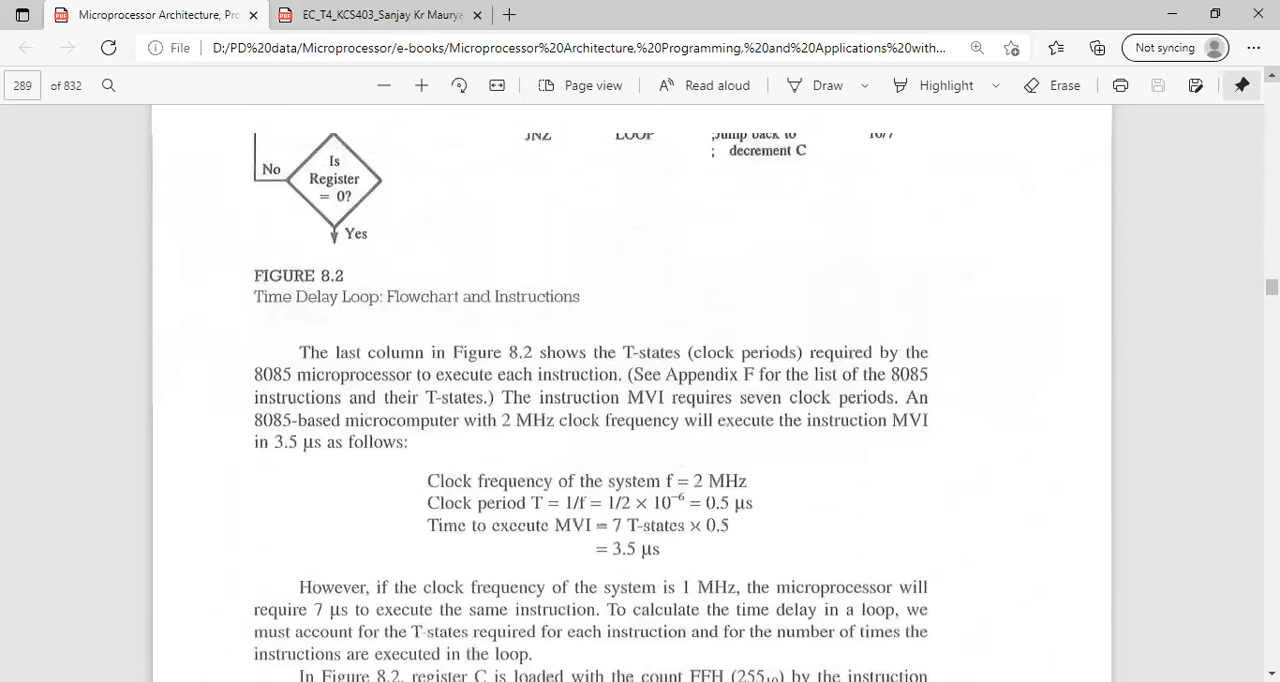 Microprocessor Architecture, Pro
EC_T4_KCS403_Sanjay Kr Maurya
File
D:/PD%20data/Microprocessor/e-books/Microprocessor%20Architecture,%20Programming,%20and%20Applications%20with...
Not syncing
289 of 832
Page view
Read aloud
Draw
Highlight
Erase
JNZ LOOP ;Jump back to 10/7
; decrement C
No
Is
Register
= 0?
Yes
FIGURE 8.2
Time Delay Loop: Flowchart and Instructions
The last column in Figure 8.2 shows the T-states (clock periods) required by the
8085 microprocessor to execute each instruction. (See Appendix F for the list of the 8085
instructions and their T-states.) The instruction MVI requires seven clock periods. An
8085-based microcomputer with 2 MHz clock frequency will execute the instruction MVI
in 3.5 μs as follows:
Clock frequency of the system f = 2 MHz
Clock period T = 1/f = 1/2 × 10⁻⁶ = 0.5 μs
Time to execute MVI = 7 T-states × 0.5
= 3.5 μs
However, if the clock frequency of the system is 1 MHz, the microprocessor will
require 7 μs to execute the same instruction. To calculate the time delay in a loop, we
must account for the T-states required for each instruction and for the number of times the
instructions are executed in the loop.
In Figure 8.2, register C is loaded with the count FFH (255₁₀) by the instruction